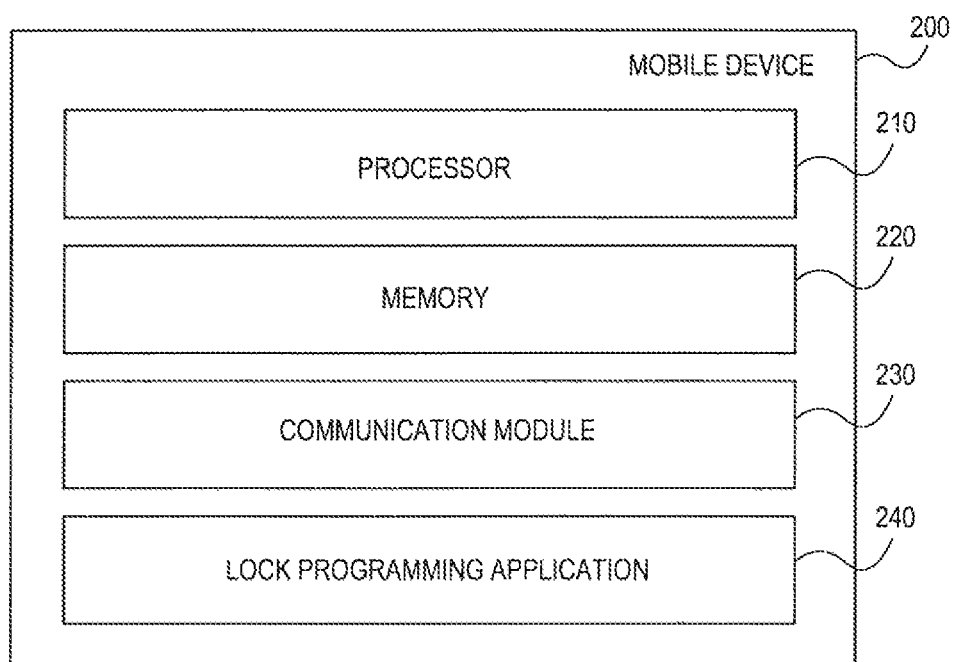 200
MOBILE DEVICE
210
PROCESSOR
220
MEMORY
230
COMMUNICATION MODULE
240
LOCK PROGRAMMING APPLICATION